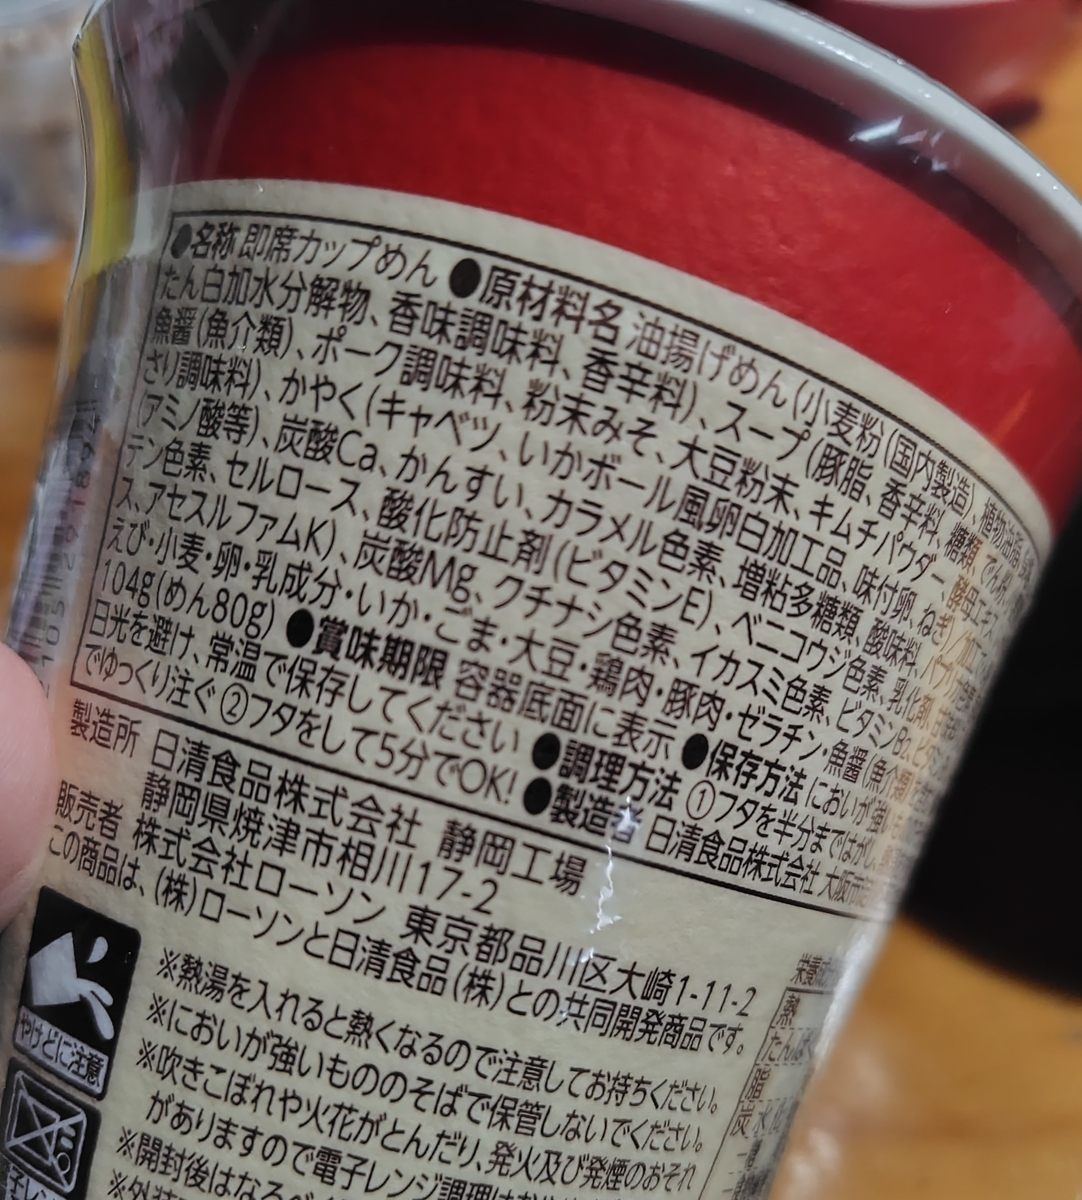 ●名称 即席カップめん ●原材料名 油揚げめん(小麦粉(国内製造)、植物油脂、
たん白加水分解物、香味調味料、香辛料)、スープ(豚脂、香辛料、糖類、でん粉、
魚醤(魚介類)、ポーク調味料、粉末みそ、大豆粉末、キムチパウダー、酵母エキス、
さり調味料)、かやく(キャベツ、いかボール風卵白加工品、味付卵、ねぎ)/加工
(アミノ酸等)、炭酸Ca、かんすい、カラメル色素、増粘多糖類、酸味料、パプリカ色素
テン色素、セルロース、酸化防止剤(ビタミンE)、ベニコウジ色素、乳化剤、
ス、アセスルファムK)、炭酸Mg、クチナシ色素、イカスミ色素、ビタミンB2、ビタミン
えび・小麦・卵・乳成分・いか・ごま・大豆・鶏肉・豚肉・ゼラチン・魚醤(魚介類
104g(めん80g) ●賞味期限 容器底面に表示 ●保存方法 においが強い
日光を避け、常温で保存してください ●調理方法 ①フタを半分まではがし、
でゆっくり注ぐ ②フタをして5分でOK! ●製造者 日清食品株式会社 大阪市淀
製造所 日清食品株式会社 静岡工場
静岡県焼津市相川17-2
販売者 株式会社ローソン 東京都品川区大崎1-11-2
この商品は、(株)ローソンと日清食品(株)との共同開発商品です。
やけどに注意
※熱湯を入れると熱くなるので注意してお持ちください。
※においが強いもののそばで保管しないでください。
※吹きこぼれや火花がとんだり、発火及び発煙のおそれ
がありますので電子レンジ調理は
※開封後はなるべく
栄養成
熱
たんぱ
脂
炭水化